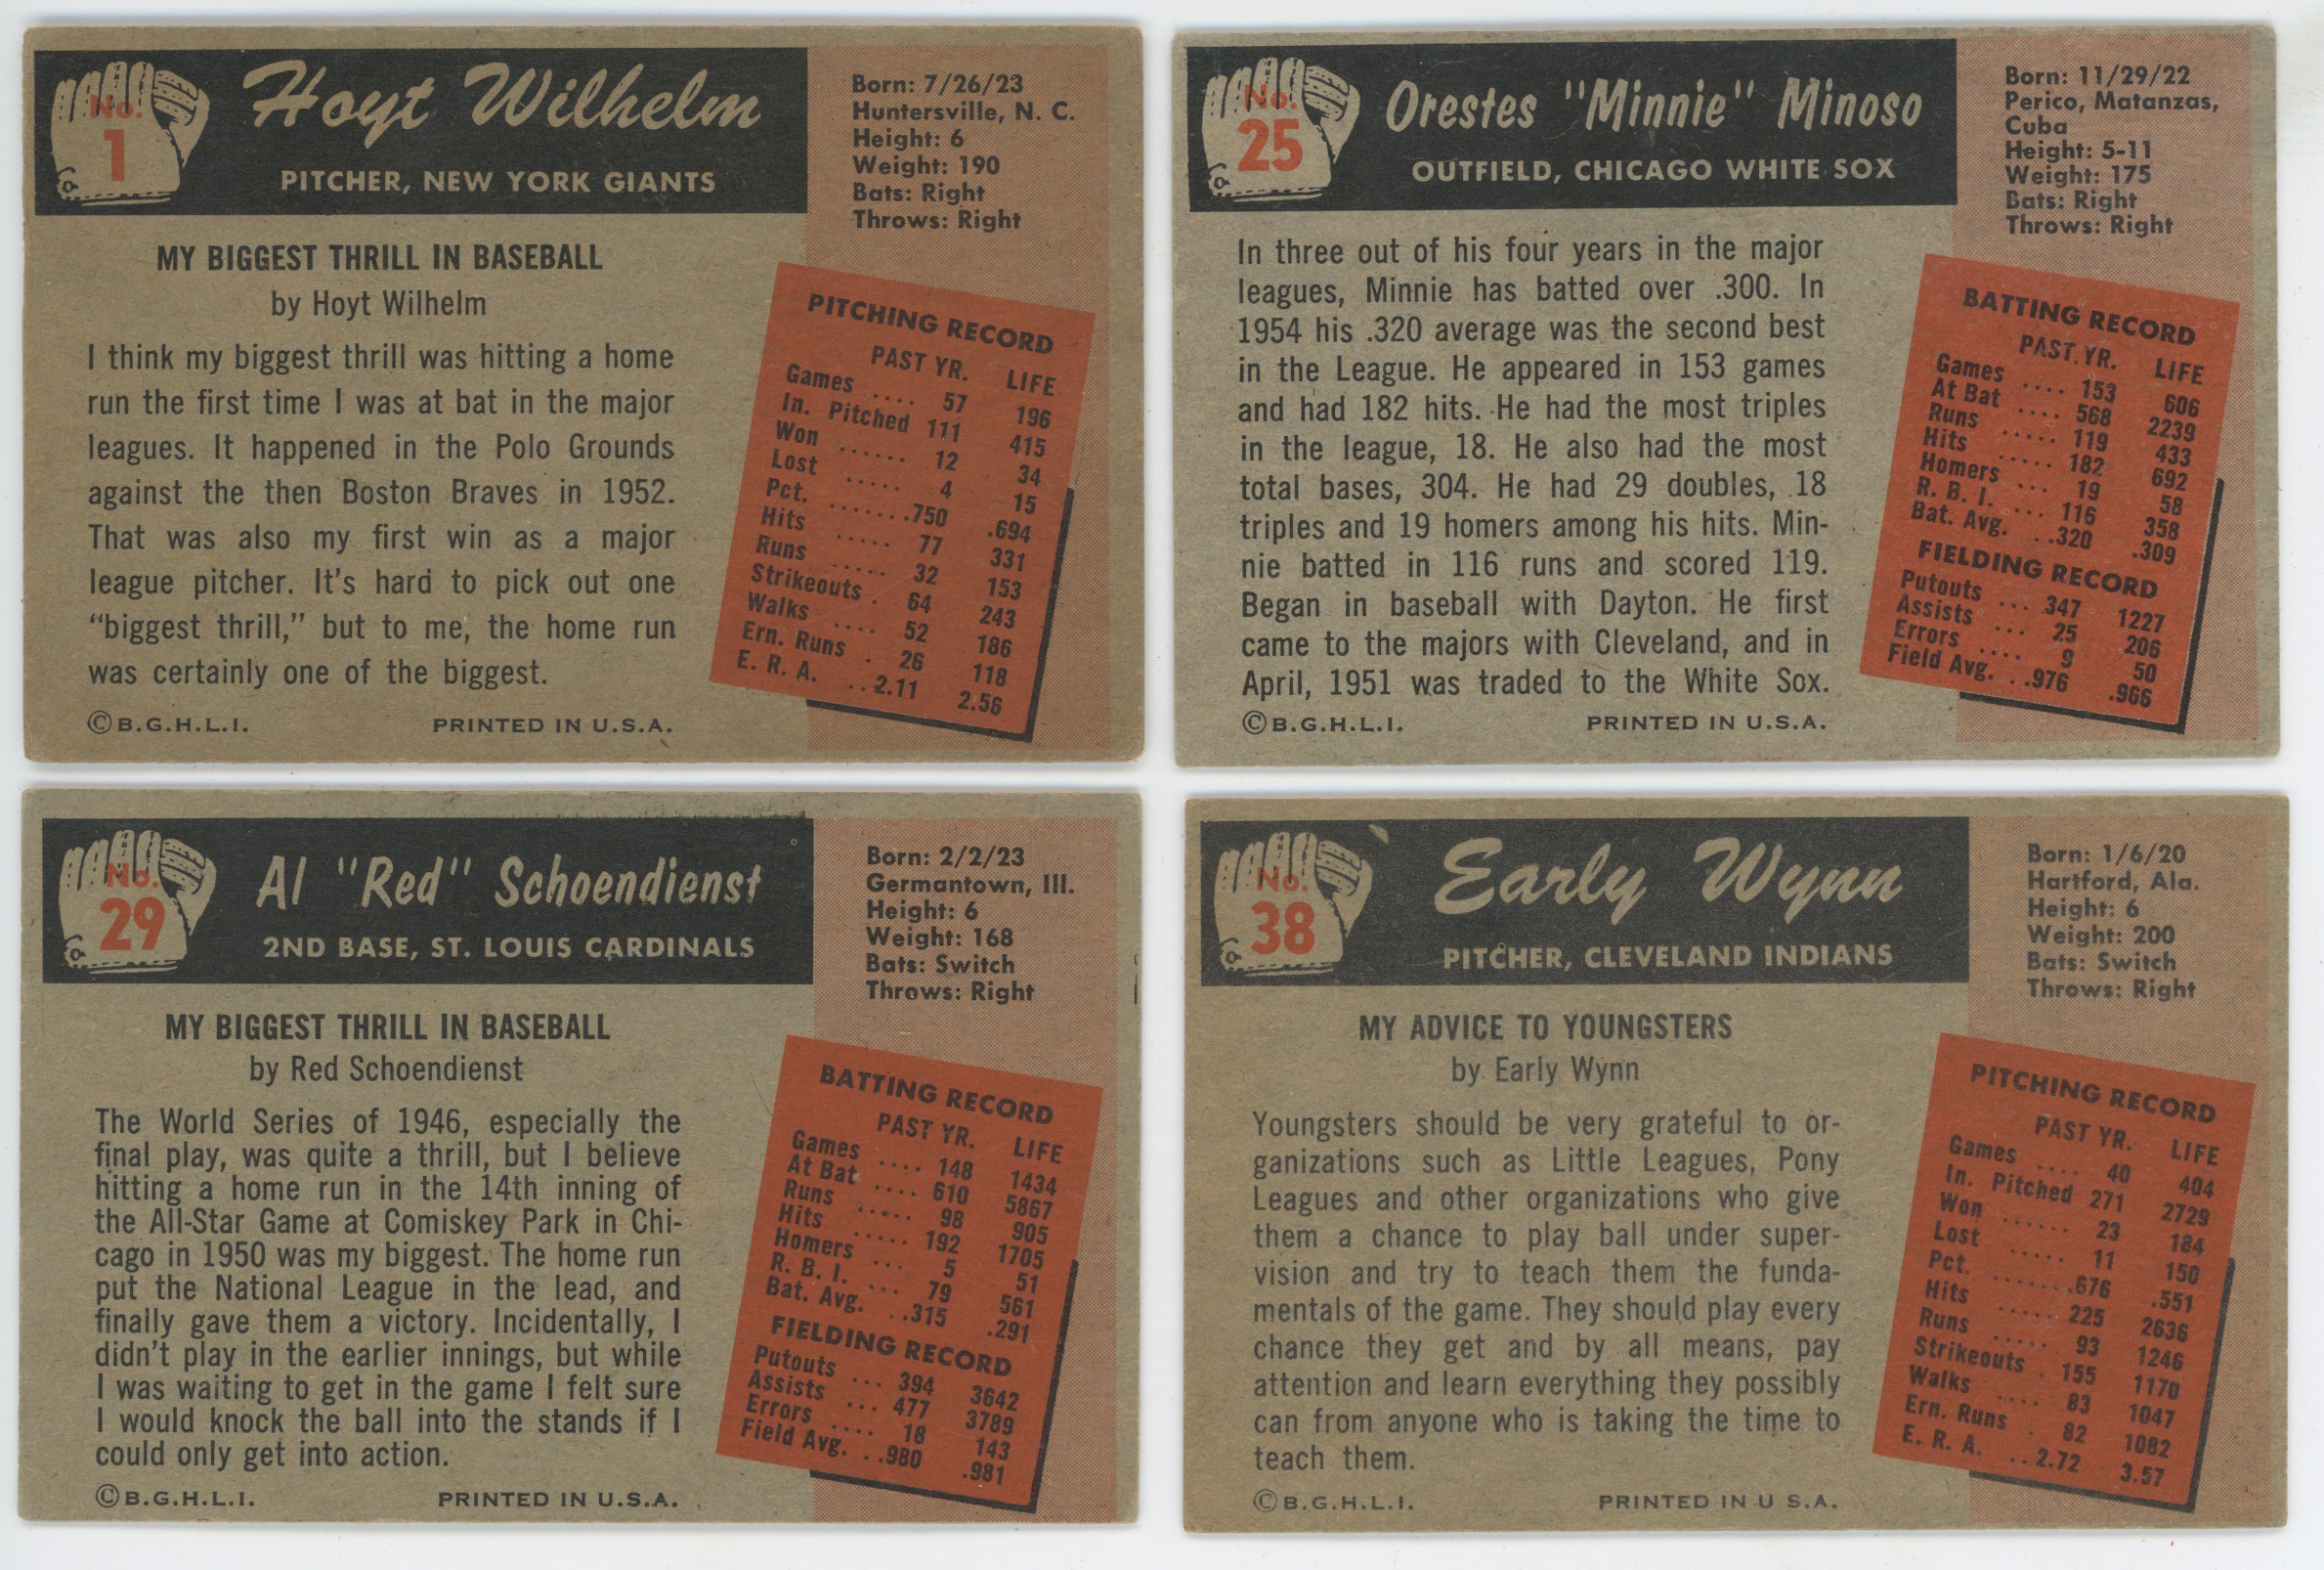 No.
1
Hoyt Wilhelm
PITCHER, NEW YORK GIANTS
Born: 7/26/23
Huntersville, N. C.
Height: 6
Weight: 190
Bats: Right
Throws: Right
MY BIGGEST THRILL IN BASEBALL
by Hoyt Wilhelm
I think my biggest thrill was hitting a home
run the first time I was at bat in the major
leagues. It happened in the Polo Grounds
against the then Boston Braves in 1952.
That was also my first win as a major
league pitcher. It's hard to pick out one
"biggest thrill," but to me, the home run
was certainly one of the biggest.
©B.G.H.L.I. PRINTED IN U.S.A.
PITCHING RECORD
PAST YR. LIFE
Games .... 57 196
In. Pitched 111 415
Won ...... 12 34
Lost ..... 4 15
Pct. .......750 .694
Hits ..... 77 331
Runs ..... 32 153
Strikeouts . 64 243
Walks .... 52 186
Ern. Runs . 26 118
E. R. A. ..2.11 2.56
No.
25
Orestes "Minnie" Minoso
OUTFIELD, CHICAGO WHITE SOX
Born: 11/29/22
Perico, Matanzas,
Cuba
Height: 5-11
Weight: 175
Bats: Right
Throws: Right
In three out of his four years in the major
leagues, Minnie has batted over .300. In
1954 his .320 average was the second best
in the League. He appeared in 153 games
and had 182 hits. He had the most triples
in the league, 18. He also had the most
total bases, 304. He had 29 doubles, 18
triples and 19 homers among his hits. Min-
nie batted in 116 runs and scored 119.
Began in baseball with Dayton. He first
came to the majors with Cleveland, and in
April, 1951 was traded to the White Sox.
©B.G.H.L.I. PRINTED IN U.S.A.
BATTING RECORD
PAST. YR. LIFE
Games .... 153 606
At Bat .... 568 2239
Runs ..... 119 433
Hits ..... 182 692
Homers ... 19 58
R. B. I. ... 116 358
Bat. Avg. ..320 .309
FIELDING RECORD
Putouts ... 347 1227
Assists ... 25 206
Errors .... 9 50
Field Avg. ..976 .966
No.
29
Al "Red" Schoendienst
2ND BASE, ST. LOUIS CARDINALS
Born: 2/2/23
Germantown, Ill.
Height: 6
Weight: 168
Bats: Switch
Throws: Right
MY BIGGEST THRILL IN BASEBALL
by Red Schoendienst
The World Series of 1946, especially the
final play, was quite a thrill, but I believe
hitting a home run in the 14th inning of
the All-Star Game at Comiskey Park in Chi-
cago in 1950 was my biggest. The home run
put the National League in the lead, and
finally gave them a victory. Incidentally, I
didn't play in the earlier innings, but while
I was waiting to get in the game I felt sure
I would knock the ball into the stands if I
could only get into action.
©B.G.H.L.I. PRINTED IN U.S.A.
BATTING RECORD
PAST YR. LIFE
Games .... 148 1434
At Bat .... 610 5867
Runs ..... 98 905
Hits ..... 192 1705
Homers ... 5 51
R. B. I. ... 79 561
Bat. Avg. ..315 .291
FIELDING RECORD
Putouts ... 394 3642
Assists ... 477 3789
Errors .... 18 143
Field Avg. ..980 .981
No.
38
Early Wynn
PITCHER, CLEVELAND INDIANS
Born: 1/6/20
Hartford, Ala.
Height: 6
Weight: 200
Bats: Switch
Throws: Right
MY ADVICE TO YOUNGSTERS
by Early Wynn
Youngsters should be very grateful to or-
ganizations such as Little Leagues, Pony
Leagues and other organizations who give
them a chance to play ball under super-
vision and try to teach them the funda-
mentals of the game. They should play every
chance they get and by all means, pay
attention and learn everything they possibly
can from anyone who is taking the time to
teach them.
©B.G.H.L.I. PRINTED IN U S.A.
PITCHING RECORD
PAST YR. LIFE
Games .... 40 404
In. Pitched 271 2729
Won ...... 23 184
Lost ..... 11 150
Pct. .......676 .551
Hits ..... 225 2636
Runs ..... 93 1246
Strikeouts . 155 1170
Walks .... 83 1047
Ern. Runs . 82 1082
E. R. A. ..2.72 3.57